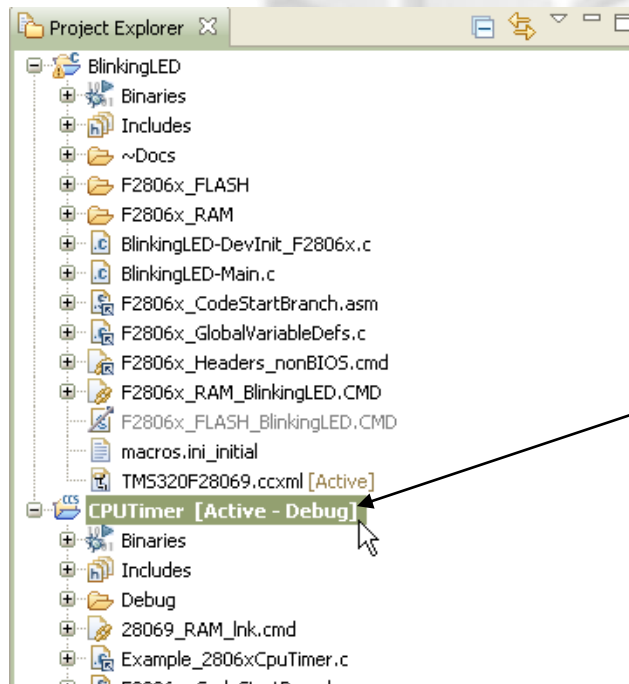 Project Explorer
BlinkingLED
Binaries
Includes
~Docs
F2806x_FLASH
F2806x_RAM
BlinkingLED-DevInit_F2806x.c
BlinkingLED-Main.c
F2806x_CodeStartBranch.asm
F2806x_GlobalVariableDefs.c
F2806x_Headers_nonBIOS.cmd
F2806x_RAM_BlinkingLED.CMD
F2806x_FLASH_BlinkingLED.CMD
macros.ini_initial
TMS320F28069.ccxml [Active]
CPUTimer [Active - Debug]
Binaries
Includes
Debug
28069_RAM_lnk.cmd
Example_2806xCpuTimer.c